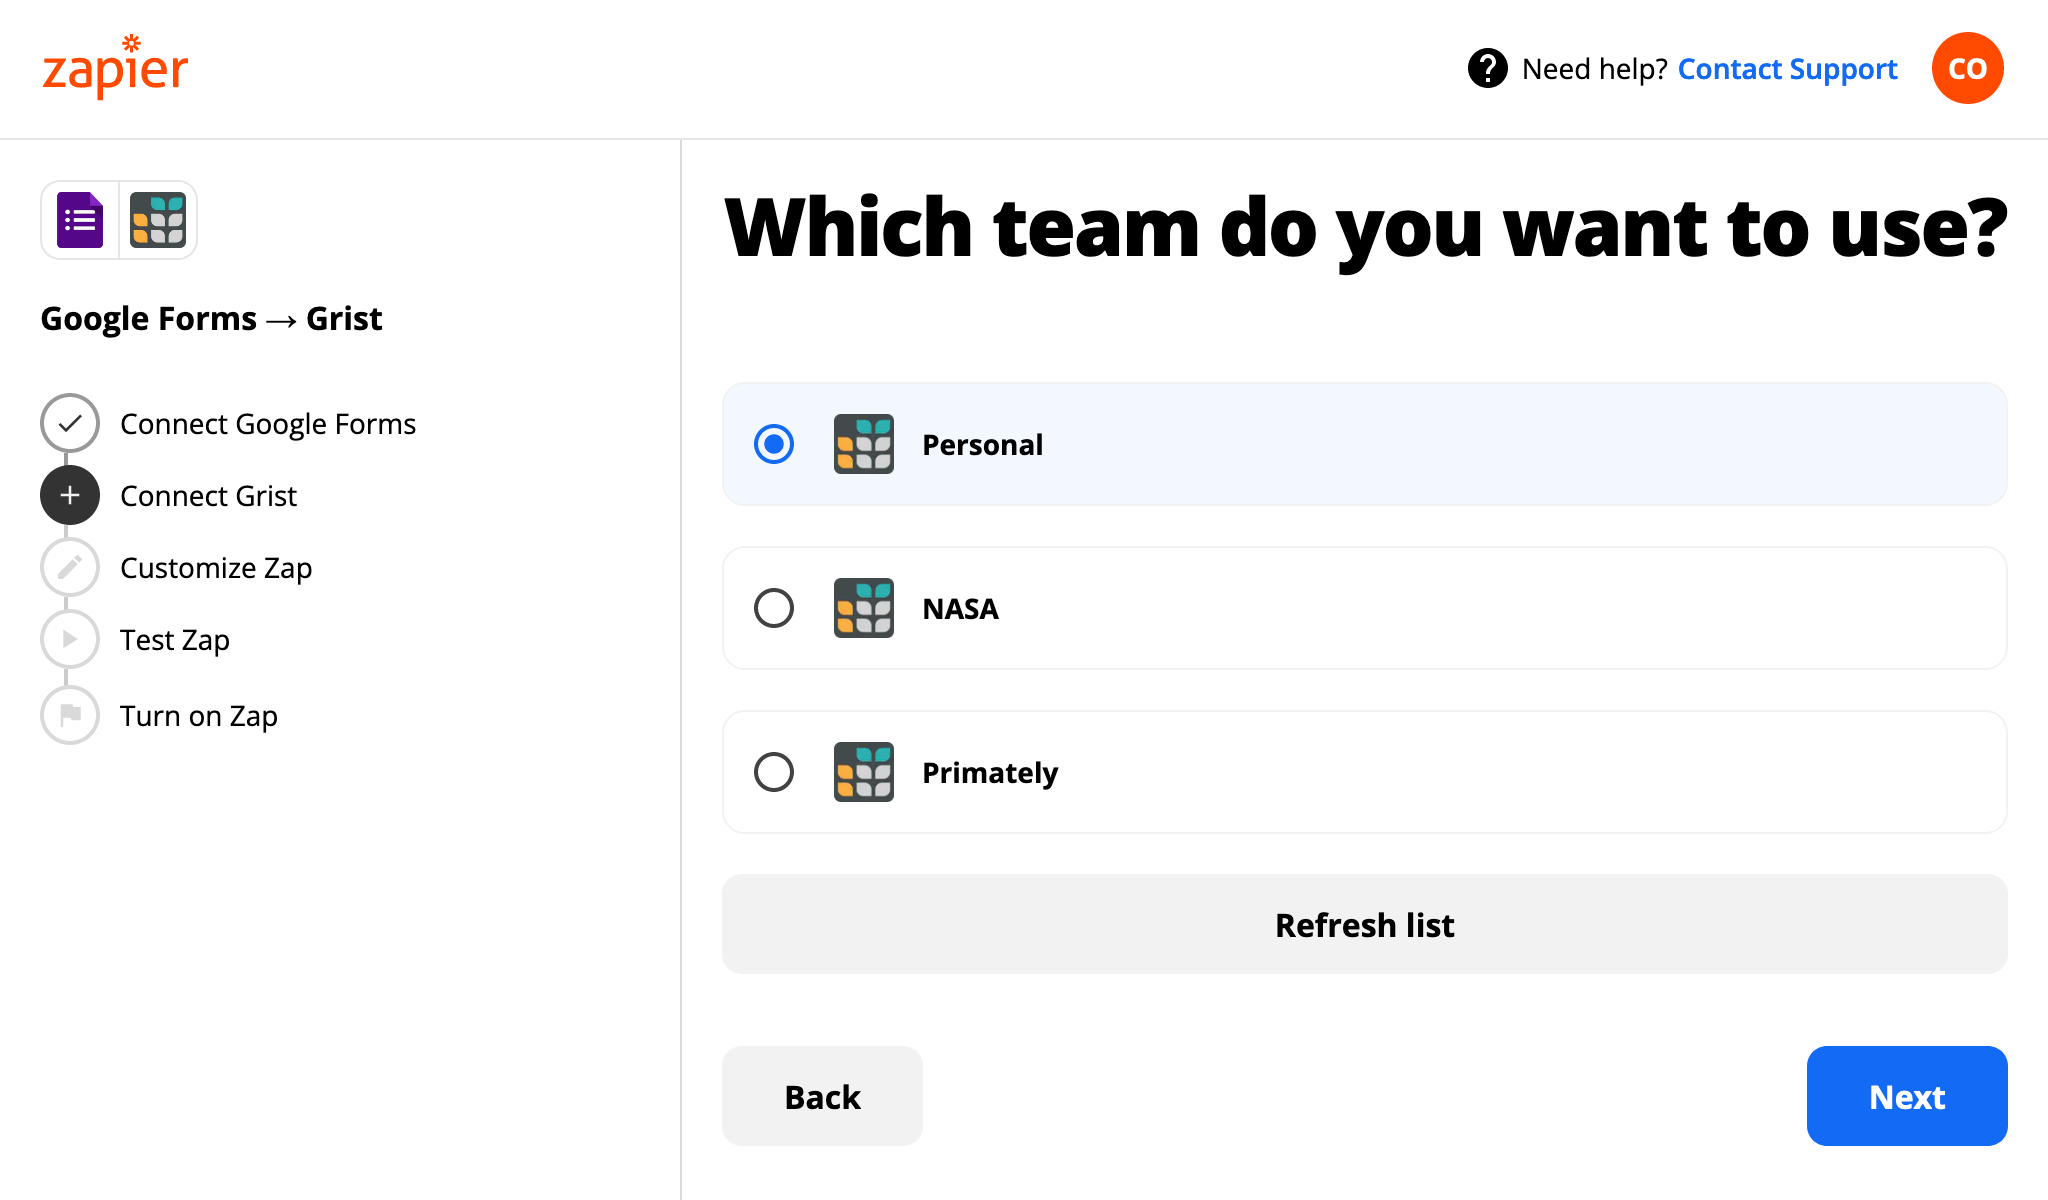 zapier
Need help? Contact Support
CO
Google Forms → Grist
Connect Google Forms
Connect Grist
Customize Zap
Test Zap
Turn on Zap
Which team do you want to use?
Personal
NASA
Primately
Refresh list
Back
Next